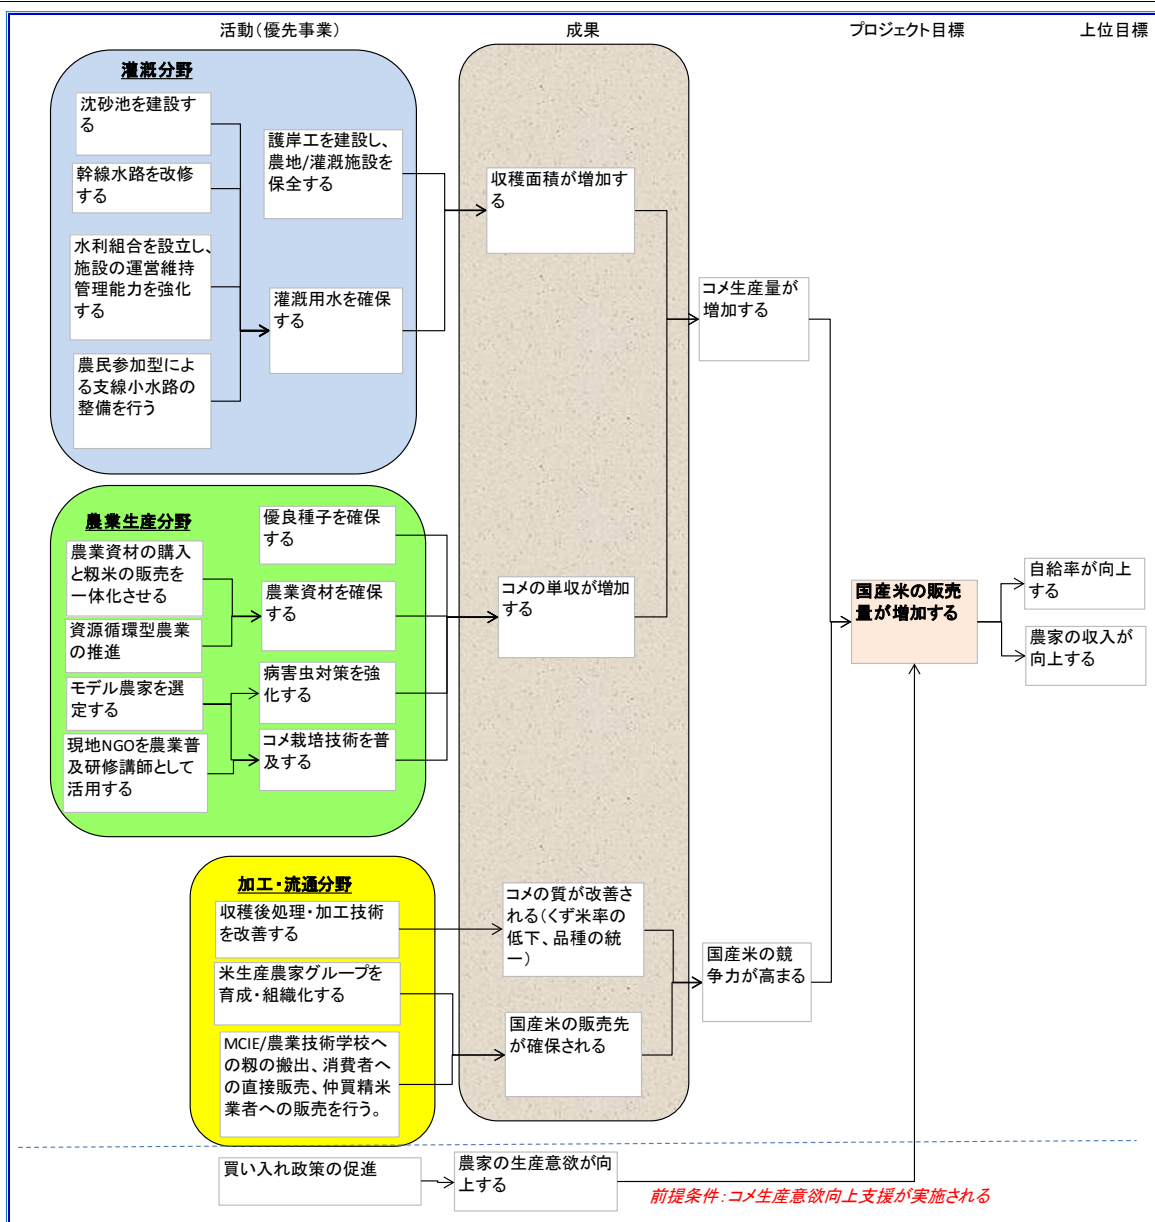 活動(優先事業)
成果
プロジェクト目標
上位目標
灌漑分野
沈砂池を建設す
る
幹線水路を改修
する
水利組合を設立し、
施設の運営維持
管理能力を強化
する
農民参加型によ
る支線小水路の
整備を行う
護岸工を建設し、
農地/灌漑施設を
保全する
灌漑用水を確保
する
収穫面積が増加す
る
コメ生産量が
増加する
農業生産分野
農業資材の購入
と籾米の販売を
一体化させる
資源循環型農業
の推進
モデル農家を選
定する
現地NGOを農業普
及研修講師として
活用する
優良種子を確保
する
農業資材を確保
する
病害虫対策を強
化する
コメ栽培技術を普
及する
コメの単収が増加
する
国産米の販売
量が増加する
自給率が向上
する
農家の収入が
向上する
加工・流通分野
収穫後処理・加工技術
を改善する
米生産農家グループを
育成・組織化する
MCIE/農業技術学校へ
の籾の搬出、消費者へ
の直接販売、仲買精米
業者への販売を行う。
コメの質が改善さ
れる(くず米率の
低下、品種の統
一)
国産米の販売先
が確保される
国産米の競
争力が高まる
買い入れ政策の促進
農家の生産意欲が向
上する
前提条件:コメ生産意欲向上支援が実施される